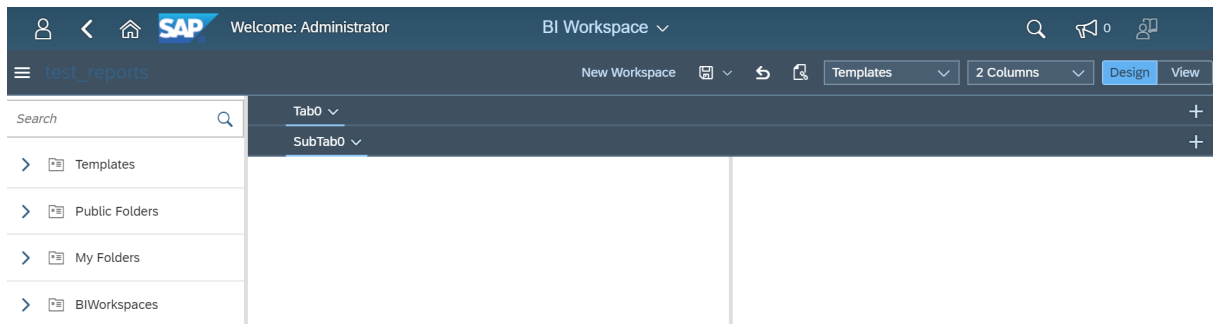 SAP Welcome: Administrator BI Workspace 0
test_reports New Workspace Templates 2 Columns Design View
Search Tab0
SubTab0
Templates
Public Folders
My Folders
BIWorkspaces